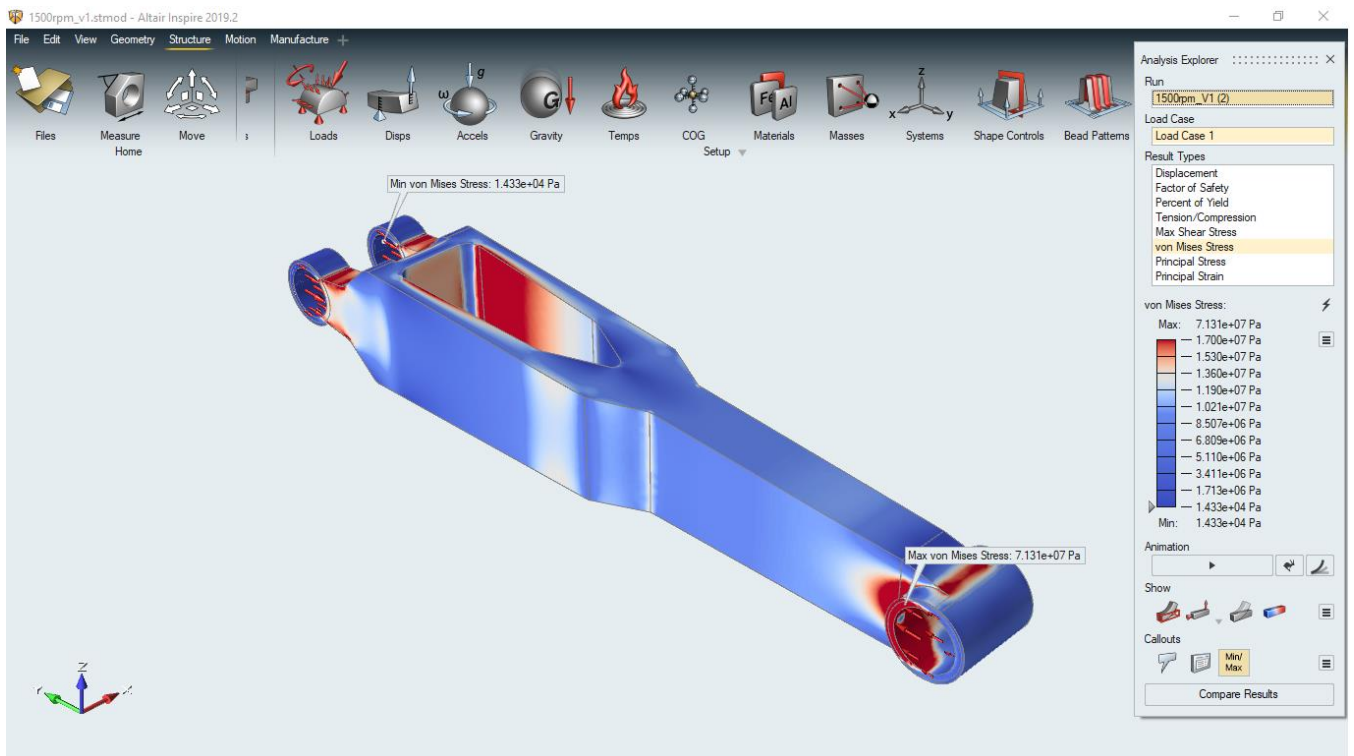 1500rpm_v1.stmod - Altair Inspire 2019.2
File Edit View Geometry Structure Motion Manufacture
Files Measure Move s Loads Disps Accels Gravity Temps COG Materials Masses Systems Shape Controls Bead Patterns
Home Setup
Min von Mises Stress: 1.433e+04 Pa
Max von Mises Stress: 7.131e+07 Pa
Z
Analysis Explorer
Run
1500rpm_V1 (2)
Load Case
Load Case 1
Result Types
Displacement
Factor of Safety
Percent of Yield
Tension/Compression
Max Shear Stress
von Mises Stress
Principal Stress
Principal Strain
von Mises Stress:
Max: 7.131e+07 Pa
1.700e+07 Pa
1.530e+07 Pa
1.360e+07 Pa
1.190e+07 Pa
1.021e+07 Pa
8.507e+06 Pa
6.809e+06 Pa
5.110e+06 Pa
3.411e+06 Pa
1.713e+06 Pa
1.433e+04 Pa
Min: 1.433e+04 Pa
Animation
Show
Callouts
Min/
Max
Compare Results